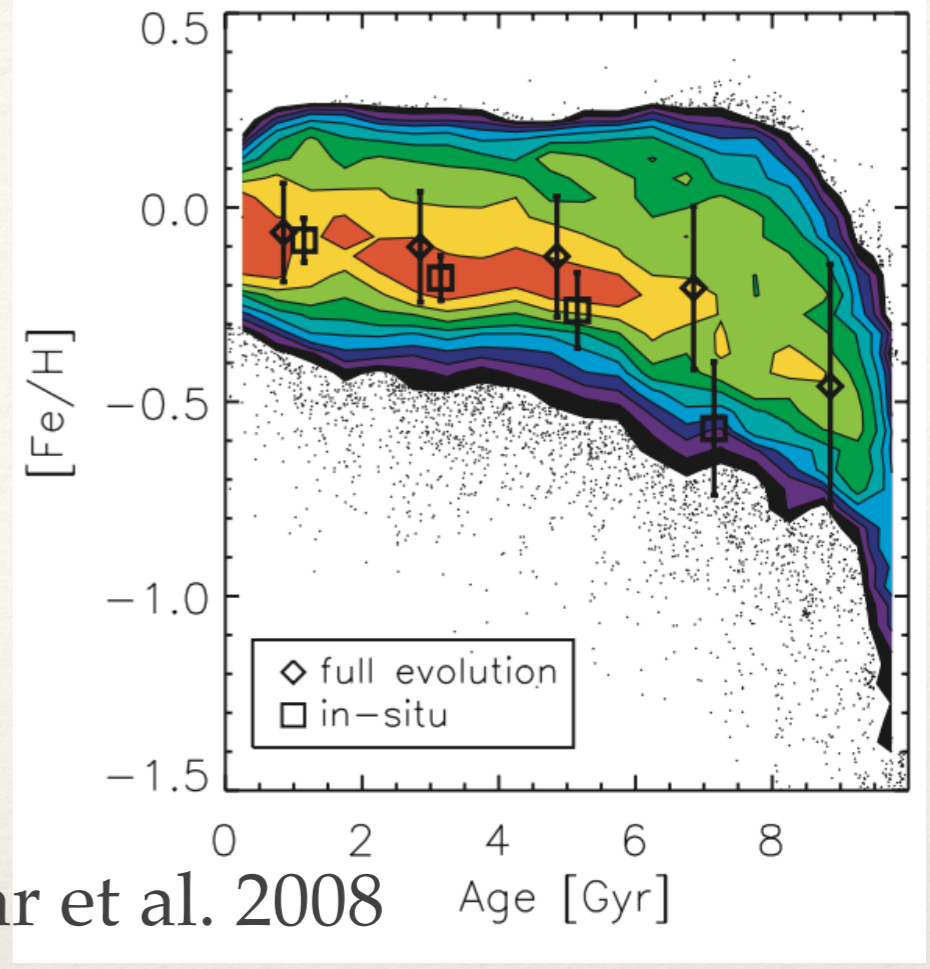 0.5
0.0
−0.5
−1.0
−1.5
[Fe/H]
◇ full evolution
□ in−situ
0 2 4 6 8
et al. 2008
Age [Gyr]